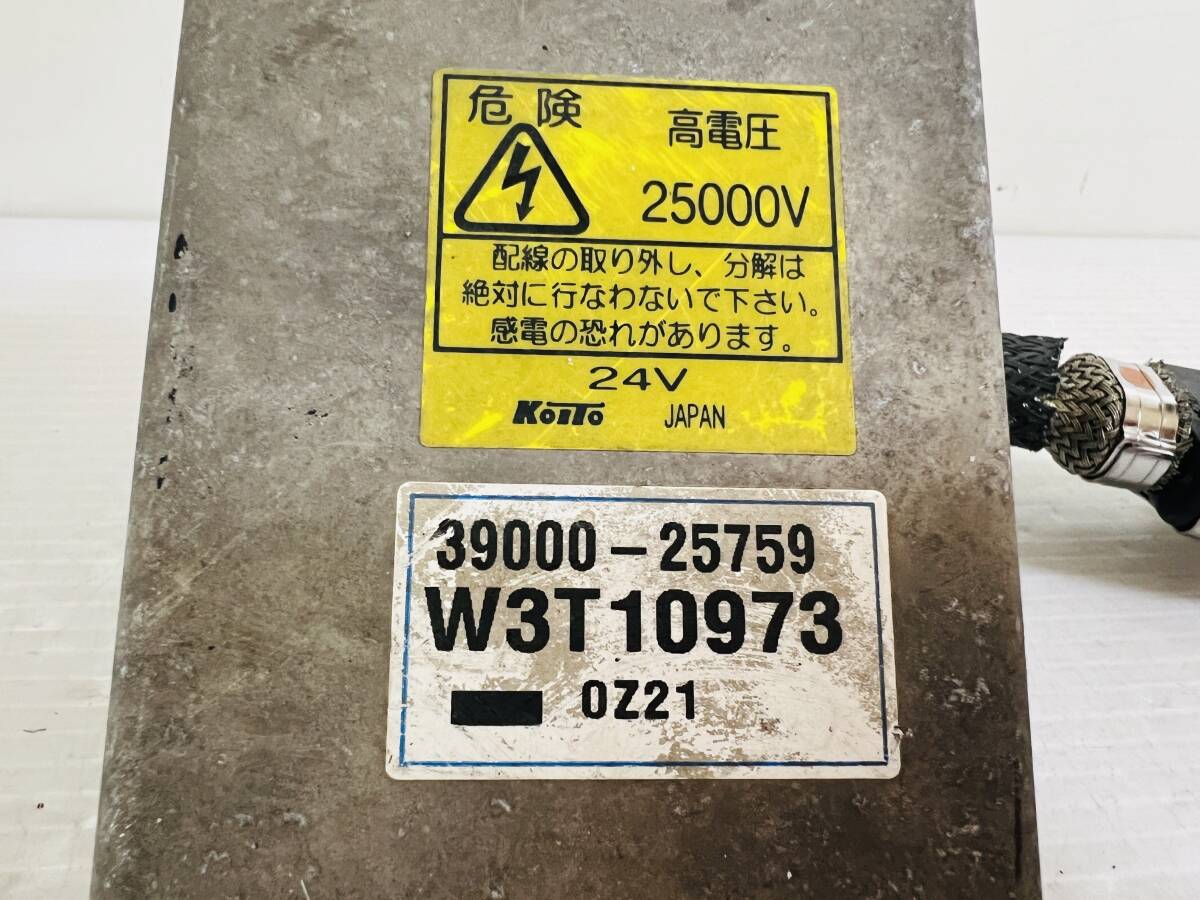 危険
高電圧
25000V
配線の取り外し、分解は
絶対に行なわないで下さい。
感電の恐れがあります。
24V
KOITO JAPAN
39000-25759
W3T10973
0Z21